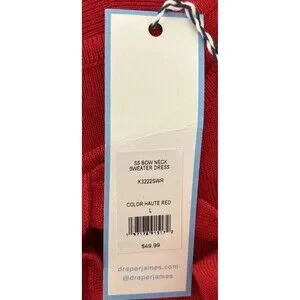 SS BOW NECK
SWEATER DRESS
K3222SWR
COLOR HAUTE RED
L
$49.99
draperjames.com
@draperjames